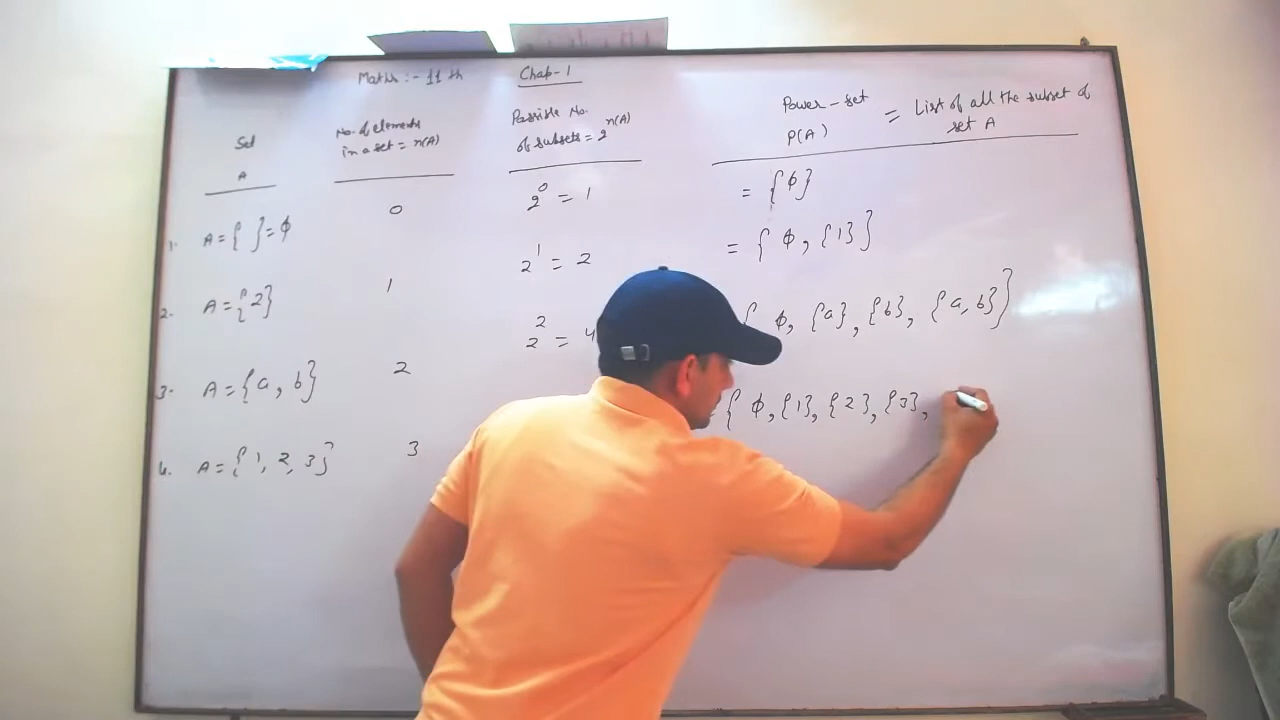 Maths :- 11 th Chap-1
Set A
No. of elements in a set = n(A)
Possible No. of subsets = 2^n(A)
Power-set P(A) = List of all the subset of set A
1. A = { } = ϕ 0 2^0 = 1 = {ϕ}
2. A = {2} 1 2^1 = 2 = { ϕ, {1} }
3. A = {a, b} 2 2^2 = 4 { ϕ, {a}, {b}, {a, b} }
4. A = {1, 2, 3} 3 = { ϕ, {1}, {2}, {3},